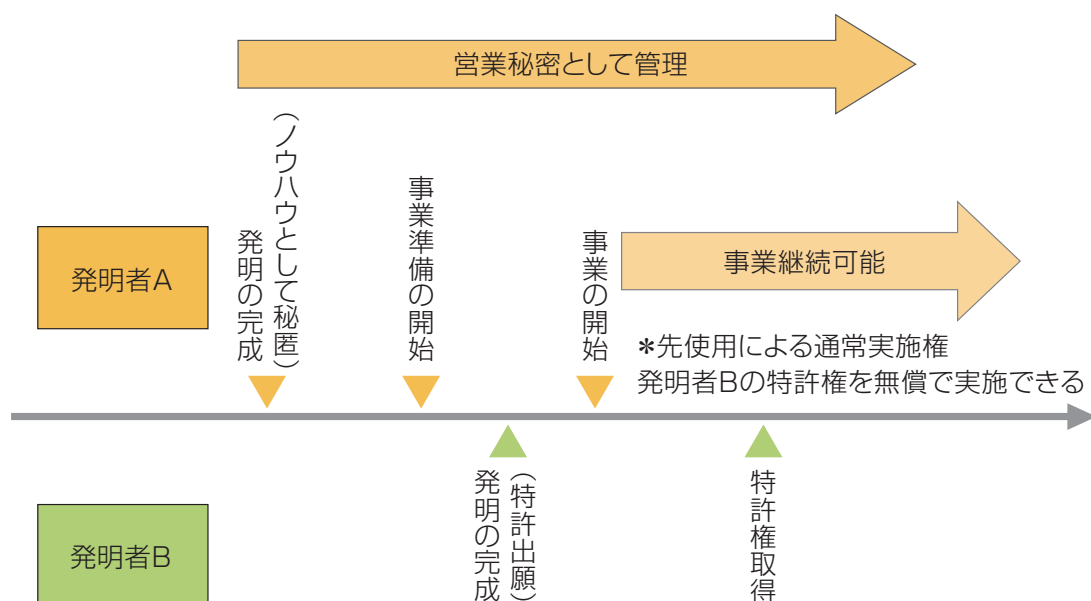 営業秘密として管理
発明者A
発明の完成
（ノウハウとして秘匿）
事業準備の開始
事業の開始
事業継続可能
＊先使用による通常実施権
発明者Bの特許権を無償で実施できる
発明者B
発明の完成
（特許出願）
特許権取得